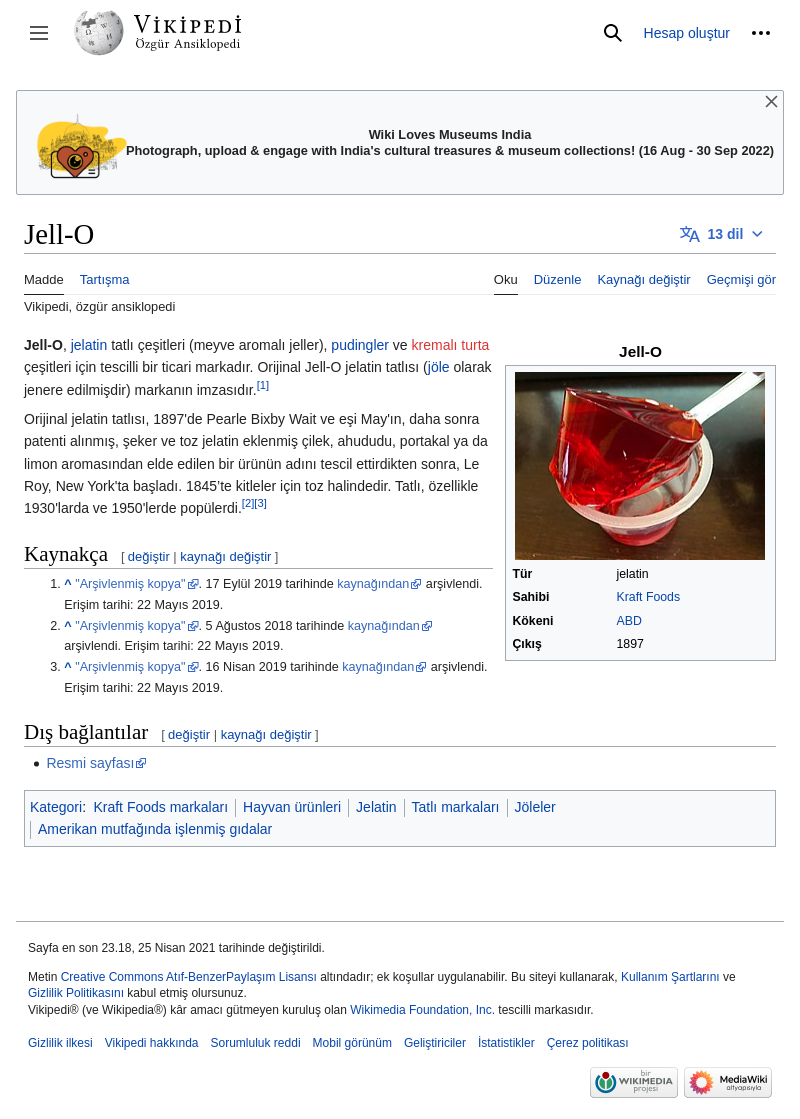 VİKİPEDİ
Özgür Ansiklopedi
Hesap oluştur
Wiki Loves Museums India
Photograph, upload & engage with India's cultural treasures & museum collections! (16 Aug - 30 Sep 2022)
Jell-O
13 dil
Madde Tartışma Oku Düzenle Kaynağı değiştir Geçmişi gör
Vikipedi, özgür ansiklopedi
Jell-O, jelatin tatlı çeşitleri (meyve aromalı jeller), pudingler ve kremalı turta
çeşitleri için tescilli bir ticari markadır. Orijinal Jell-O jelatin tatlısı (jöle olarak
jenere edilmişdir) markanın imzasıdır.[1]
Orijinal jelatin tatlısı, 1897'de Pearle Bixby Wait ve eşi May'ın, daha sonra
patenti alınmış, şeker ve toz jelatin eklenmiş çilek, ahududu, portakal ya da
limon aromasından elde edilen bir ürünün adını tescil ettirdikten sonra, Le
Roy, New York'ta başladı. 1845’te kitleler için toz halindedir. Tatlı, özellikle
1930'larda ve 1950'lerde popülerdi.[2][3]
Jell-O
Tür jelatin
Sahibi Kraft Foods
Kökeni ABD
Çıkış 1897
Kaynakça [ değiştir | kaynağı değiştir ]
1. ^ "Arşivlenmiş kopya". 17 Eylül 2019 tarihinde kaynağından arşivlendi.
Erişim tarihi: 22 Mayıs 2019.
2. ^ "Arşivlenmiş kopya". 5 Ağustos 2018 tarihinde kaynağından
arşivlendi. Erişim tarihi: 22 Mayıs 2019.
3. ^ "Arşivlenmiş kopya". 16 Nisan 2019 tarihinde kaynağından arşivlendi.
Erişim tarihi: 22 Mayıs 2019.
Dış bağlantılar [ değiştir | kaynağı değiştir ]
• Resmi sayfası
Kategori: Kraft Foods markaları | Hayvan ürünleri | Jelatin | Tatlı markaları | Jöleler
| Amerikan mutfağında işlenmiş gıdalar
Sayfa en son 23.18, 25 Nisan 2021 tarihinde değiştirildi.
Metin Creative Commons Atıf-BenzerPaylaşım Lisansı altındadır; ek koşullar uygulanabilir. Bu siteyi kullanarak, Kullanım Şartlarını ve
Gizlilik Politikasını kabul etmiş olursunuz.
Vikipedi® (ve Wikipedia®) kâr amacı gütmeyen kuruluş olan Wikimedia Foundation, Inc. tescilli markasıdır.
Gizlilik ilkesi Vikipedi hakkında Sorumluluk reddi Mobil görünüm Geliştiriciler İstatistikler Çerez politikası
bir
WIKIMEDIA
projesi
MediaWiki
altyapısıyla